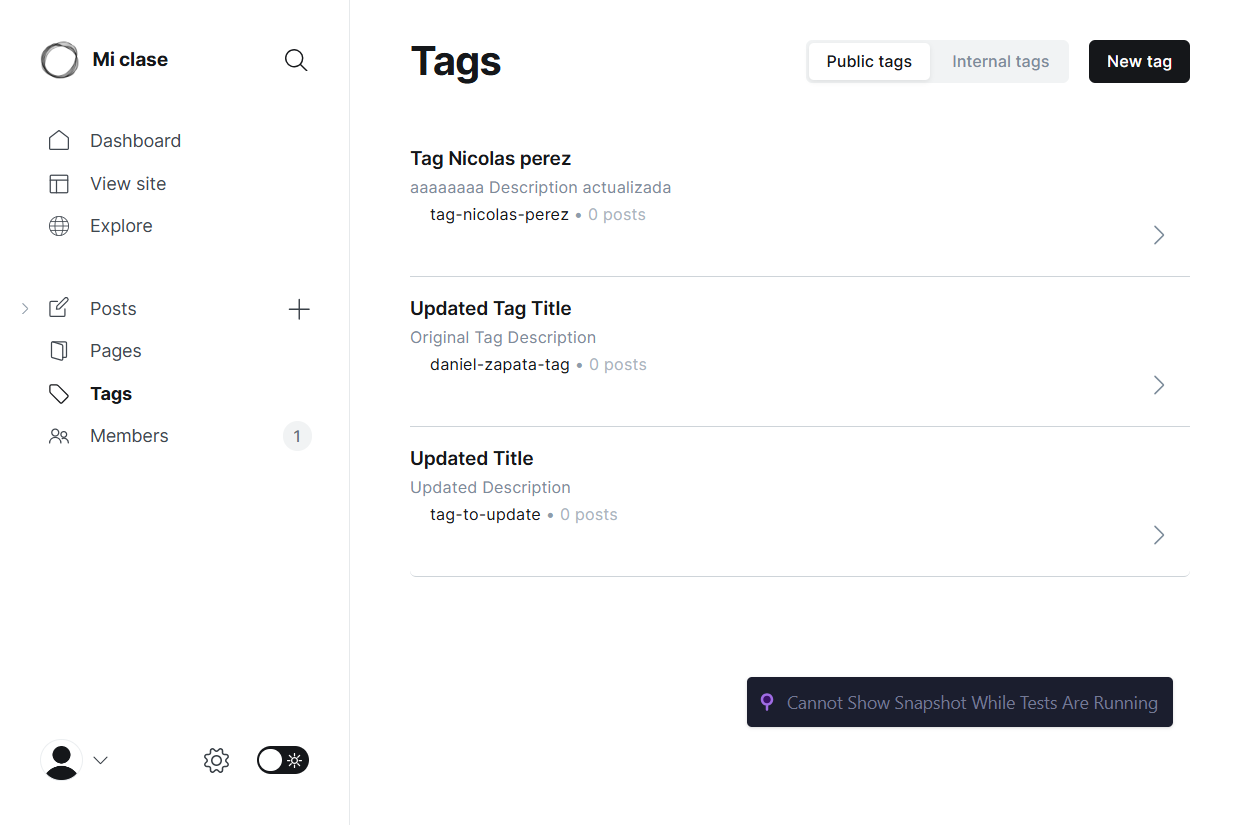 Mi clase
Dashboard
View site
Explore
Posts
Pages
Tags
Members 1
Tags
Public tags Internal tags New tag
Tag Nicolas perez
aaaaaaaa Description actualizada
tag-nicolas-perez • 0 posts
Updated Tag Title
Original Tag Description
daniel-zapata-tag • 0 posts
Updated Title
Updated Description
tag-to-update • 0 posts
Cannot Show Snapshot While Tests Are Running